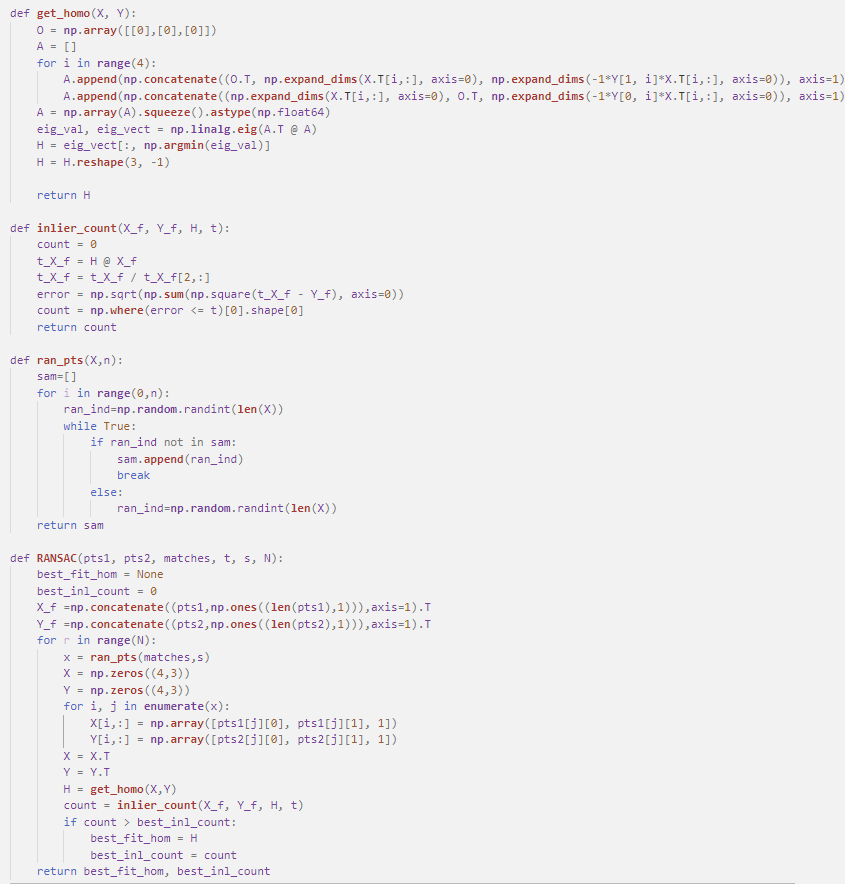 def get_homo(X, Y):
    O = np.array([[0],[0],[0]])
    A = []
    for i in range(4):
        A.append(np.concatenate((O.T, np.expand_dims(X.T[i,:], axis=0), np.expand_dims(-1*Y[1, i]*X.T[i,:], axis=0)), axis=1)
        A.append(np.concatenate((np.expand_dims(X.T[i,:], axis=0), O.T, np.expand_dims(-1*Y[0, i]*X.T[i,:], axis=0)), axis=1)
    A = np.array(A).squeeze().astype(np.float64)
    eig_val, eig_vect = np.linalg.eig(A.T @ A)
    H = eig_vect[:, np.argmin(eig_val)]
    H = H.reshape(3, -1)

    return H

def inlier_count(X_f, Y_f, H, t):
    count = 0
    t_X_f = H @ X_f
    t_X_f = t_X_f / t_X_f[2,:]
    error = np.sqrt(np.sum(np.square(t_X_f - Y_f), axis=0))
    count = np.where(error <= t)[0].shape[0]
    return count

def ran_pts(X,n):
    sam=[]
    for i in range(0,n):
        ran_ind=np.random.randint(len(X))
        while True:
            if ran_ind not in sam:
                sam.append(ran_ind)
                break
            else:
                ran_ind=np.random.randint(len(X))
    return sam

def RANSAC(pts1, pts2, matches, t, s, N):
    best_fit_hom = None
    best_inl_count = 0
    X_f =np.concatenate((pts1,np.ones((len(pts1),1))),axis=1).T
    Y_f =np.concatenate((pts2,np.ones((len(pts2),1))),axis=1).T
    for r in range(N):
        x = ran_pts(matches,s)
        X = np.zeros((4,3))
        Y = np.zeros((4,3))
        for i, j in enumerate(x):
            X[i,:] = np.array([pts1[j][0], pts1[j][1], 1])
            Y[i,:] = np.array([pts2[j][0], pts2[j][1], 1])
        X = X.T
        Y = Y.T
        H = get_homo(X,Y)
        count = inlier_count(X_f, Y_f, H, t)
        if count > best_inl_count:
            best_fit_hom = H
            best_inl_count = count
    return best_fit_hom, best_inl_count